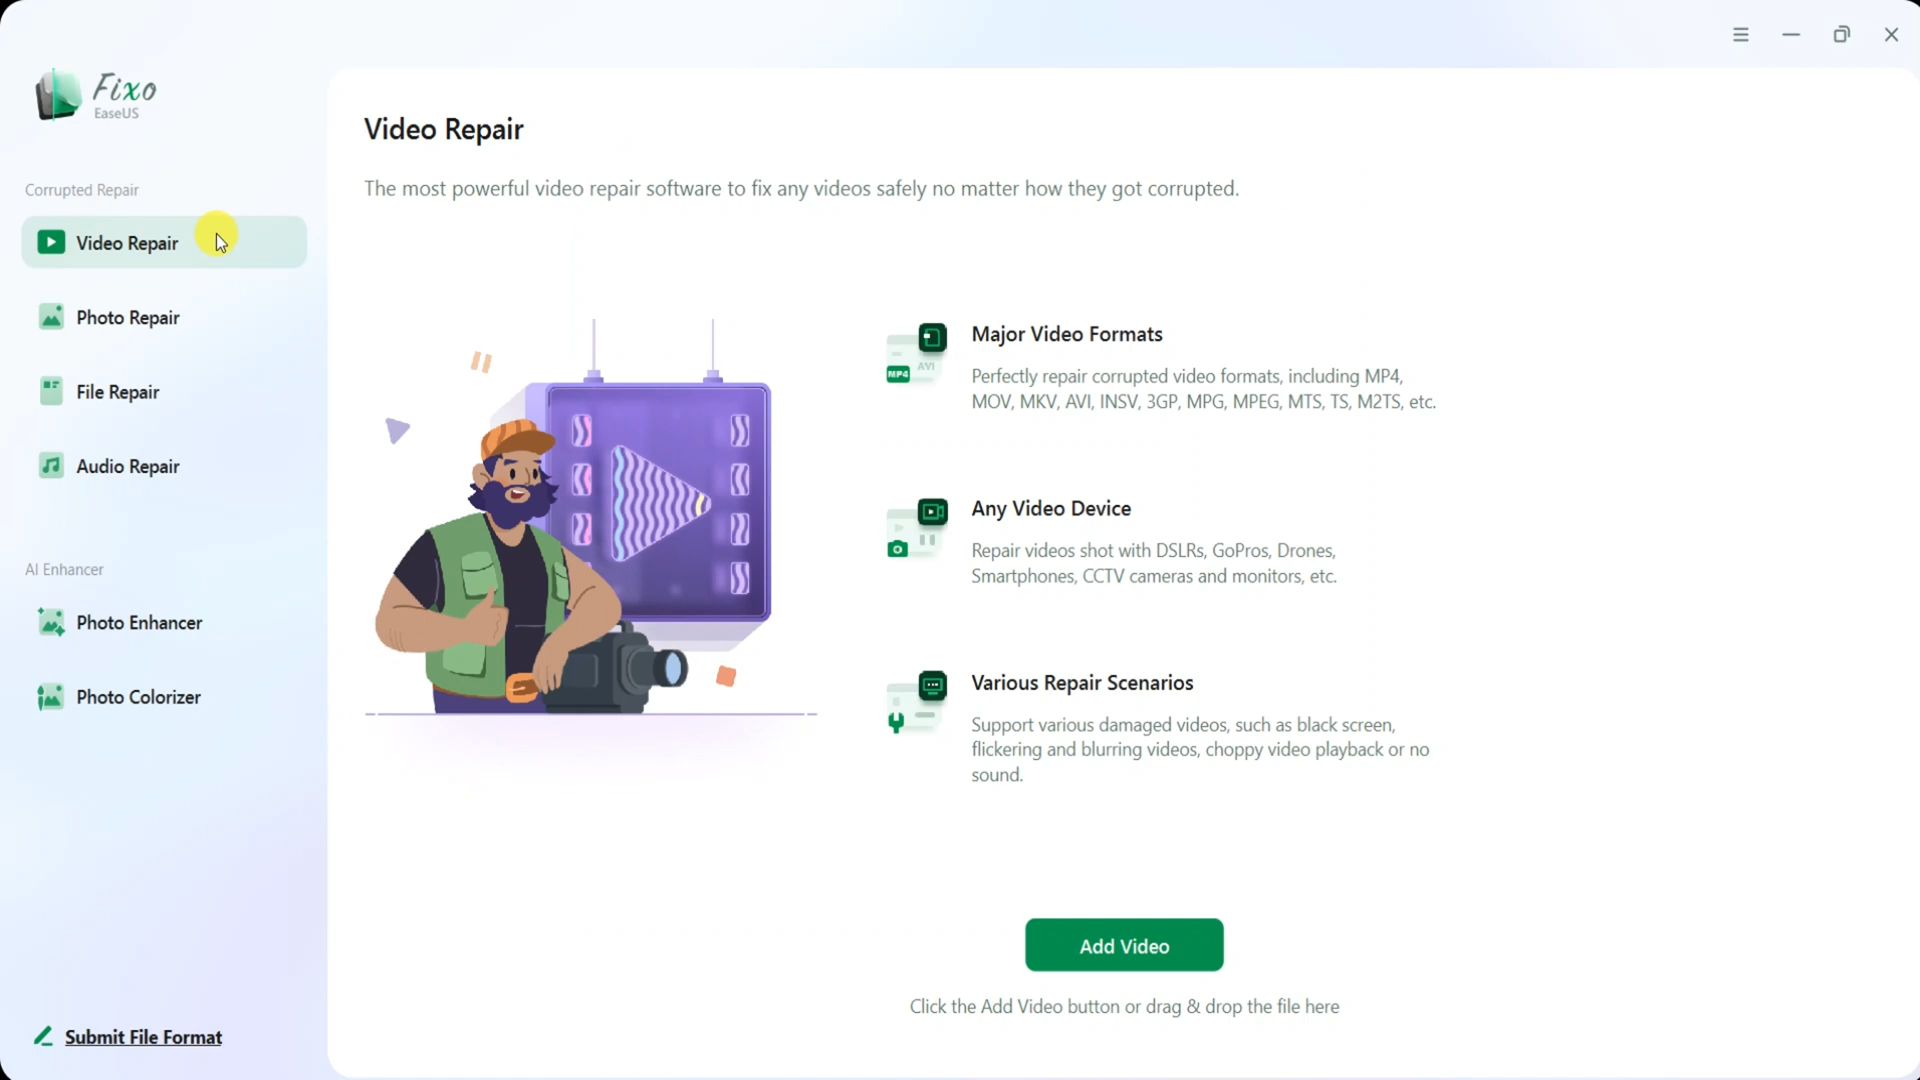 Fixo
EaseUS
Corrupted Repair
Video Repair
Photo Repair
File Repair
Audio Repair
AI Enhancer
Photo Enhancer
Photo Colorizer
Submit File Format
Video Repair
The most powerful video repair software to fix any videos safely no matter how they got corrupted.
MP4
AVI
Major Video Formats
Perfectly repair corrupted video formats, including MP4,
MOV, MKV, AVI, INSV, 3GP, MPG, MPEG, MTS, TS, M2TS, etc.
Any Video Device
Repair videos shot with DSLRs, GoPros, Drones,
Smartphones, CCTV cameras and monitors, etc.
Various Repair Scenarios
Support various damaged videos, such as black screen,
flickering and blurring videos, choppy video playback or no
sound.
Add Video
Click the Add Video button or drag & drop the file here